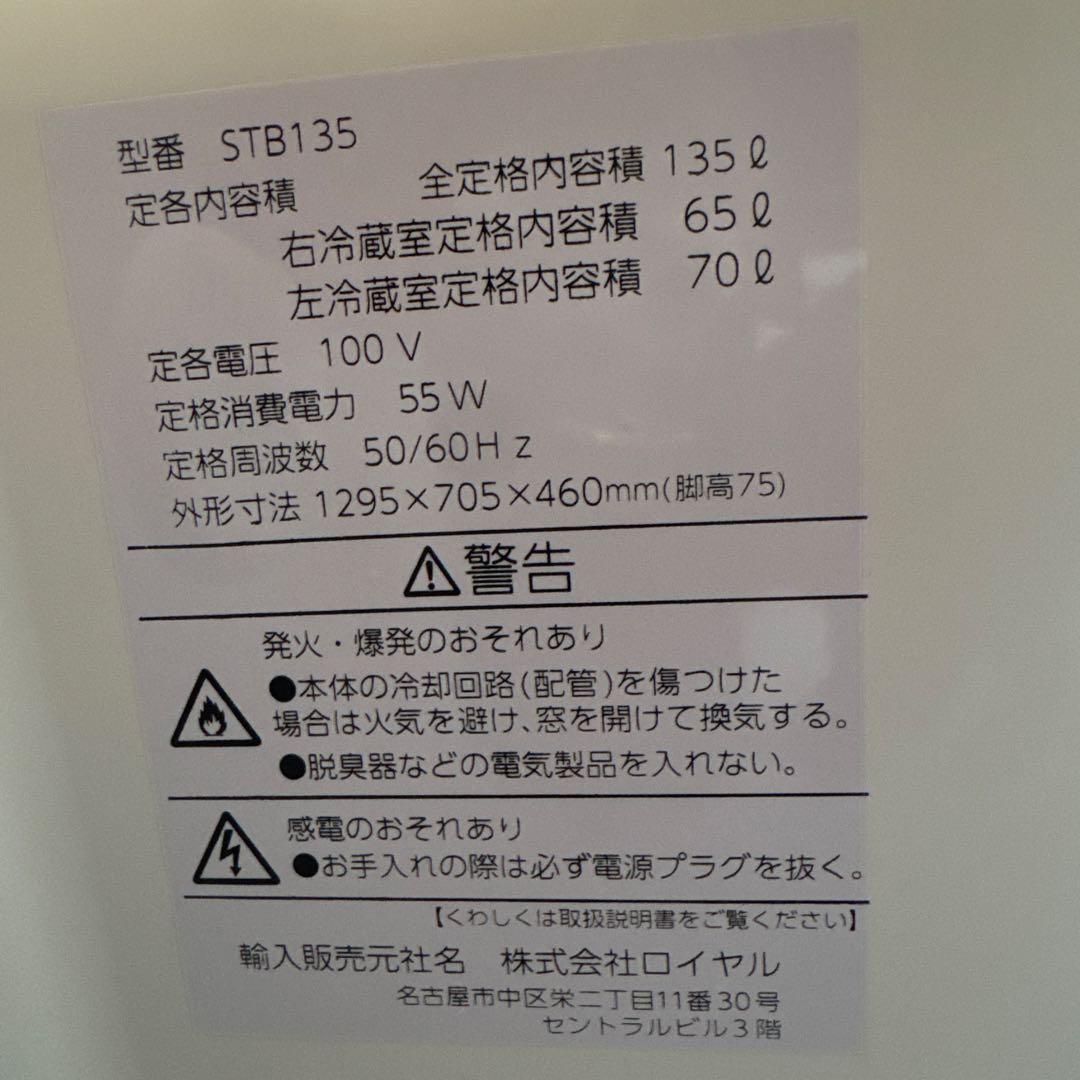 型番 STB135
定各内容積 全定格内容積 135ℓ
右冷蔵室定格内容積 65ℓ
左冷蔵室定格内容積 70ℓ
定各電圧 100V
定格消費電力 55W
定格周波数 50/60Hz
外形寸法 1295×705×460mm(脚高75)
警告
発火・爆発のおそれあり
●本体の冷却回路(配管)を傷つけた
場合は火気を避け、窓を開けて換気する。
●脱臭器などの電気製品を入れない。
感電のおそれあり
●お手入れの際は必ず電源プラグを抜く。
【くわしくは取扱説明書をご覧ください】
輸入販売元社名 株式会社ロイヤル
名古屋市中区栄二丁目11番30号
セントラルビル3階